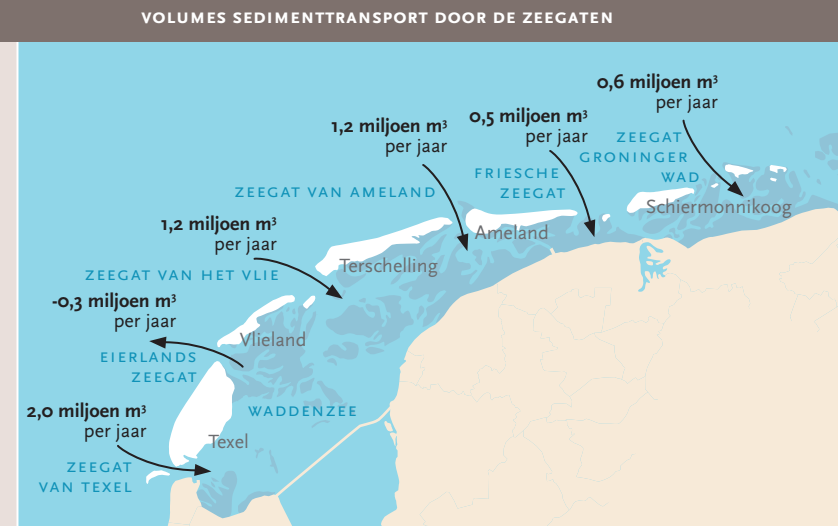 VOLUMES SEDIMENTTRANSPORT DOOR DE ZEEGATEN
0,6 miljoen m³
per jaar
ZEEGAT
GRONINGER
WAD
Schiermonnikoog
0,5 miljoen m³
per jaar
FRIESCHE
ZEEGAT
Ameland
1,2 miljoen m³
per jaar
ZEEGAT VAN AMELAND
Terschelling
1,2 miljoen m³
per jaar
ZEEGAT VAN HET VLIE
Vlieland
-0,3 miljoen m³
per jaar
EIERLANDS
ZEEGAT
WADDENZEE
2,0 miljoen m³
per jaar
Texel
ZEEGAT
VAN TEXEL